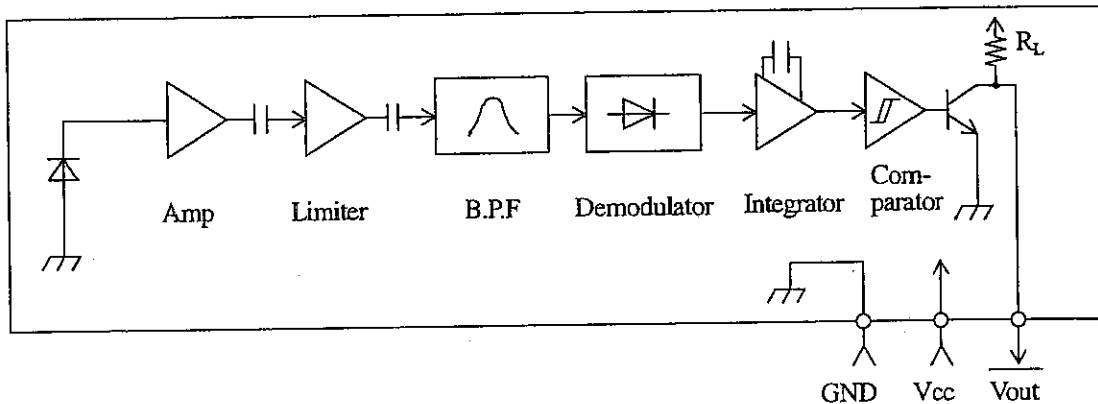 R_L
Amp
Limiter
B.P.F
Demodulator
Integrator
Com-
parator
GND
Vcc
Vout